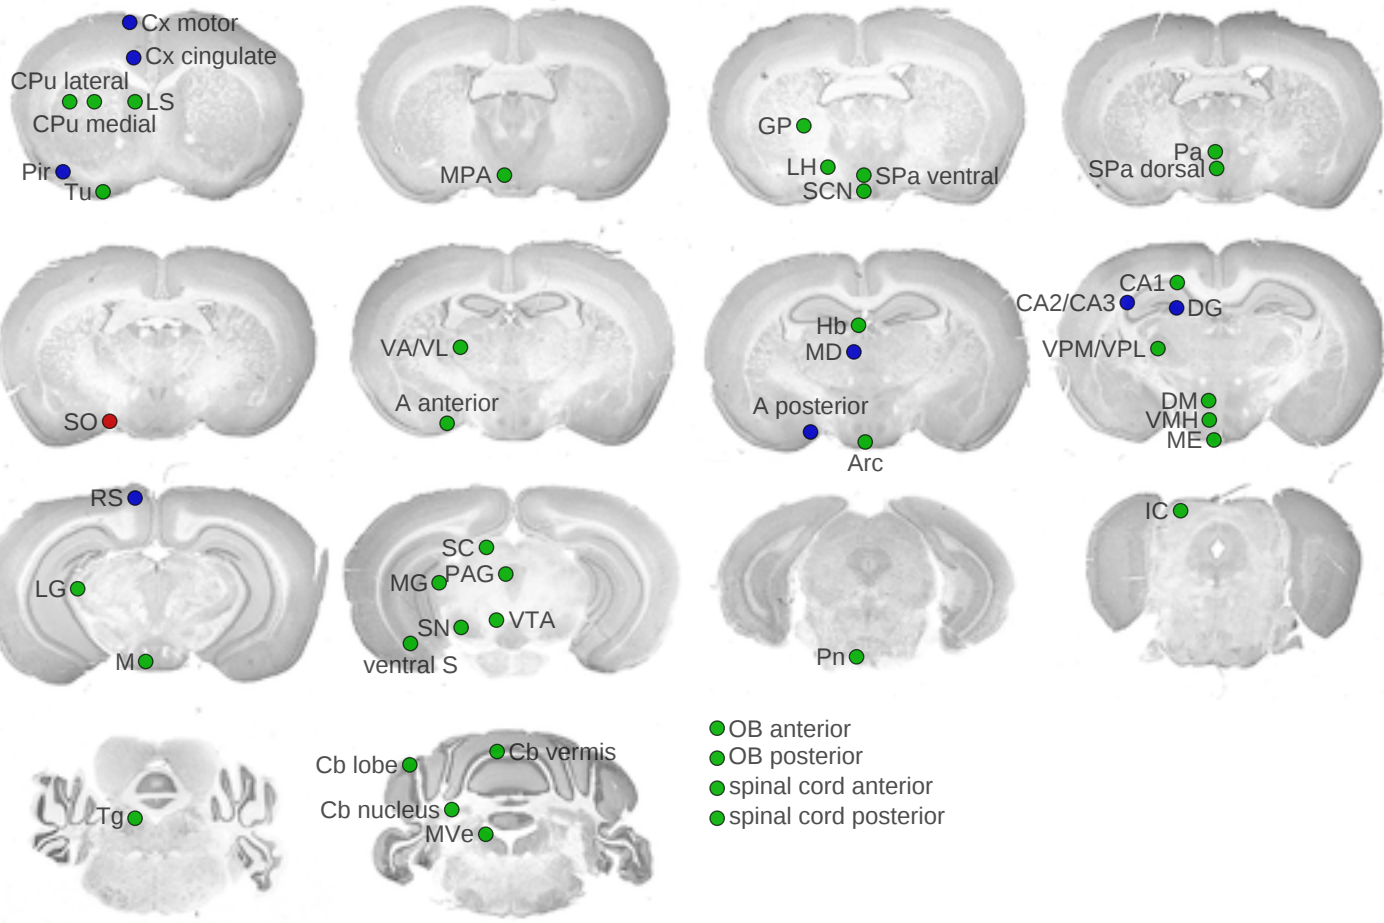 Cx motor
Cx cingulate
CPu lateral
LS
CPu medial
Pir
Tu
MPA
GP
LH
SPa ventral
SCN
Pa
SPa dorsal
SO
VA/VL
A anterior
Hb
MD
A posterior
Arc
CA1
CA2/CA3
DG
VPM/VPL
DM
VMH
ME
RS
LG
M
SC
MG
PAG
SN
VTA
ventral S
Pn
IC
Tg
Cb lobe
Cb vermis
Cb nucleus
MVe
OB anterior
OB posterior
spinal cord anterior
spinal cord posterior